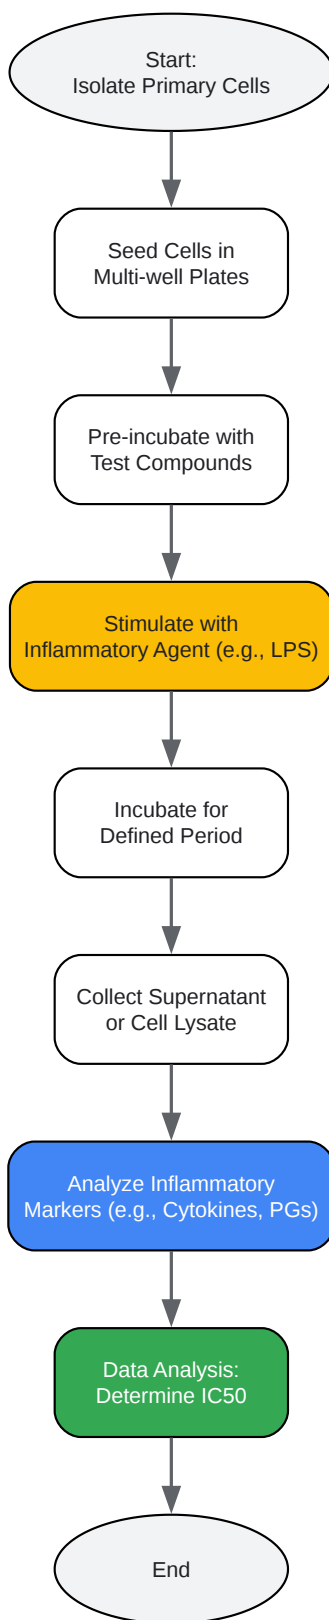 Start:
Isolate Primary Cells
Seed Cells in
Multi-well Plates
Pre-incubate with
Test Compounds
Stimulate with
Inflammatory Agent (e.g., LPS)
Incubate for
Defined Period
Collect Supernatant
or Cell Lysate
Analyze Inflammatory
Markers (e.g., Cytokines, PGs)
Data Analysis:
Determine IC50
End